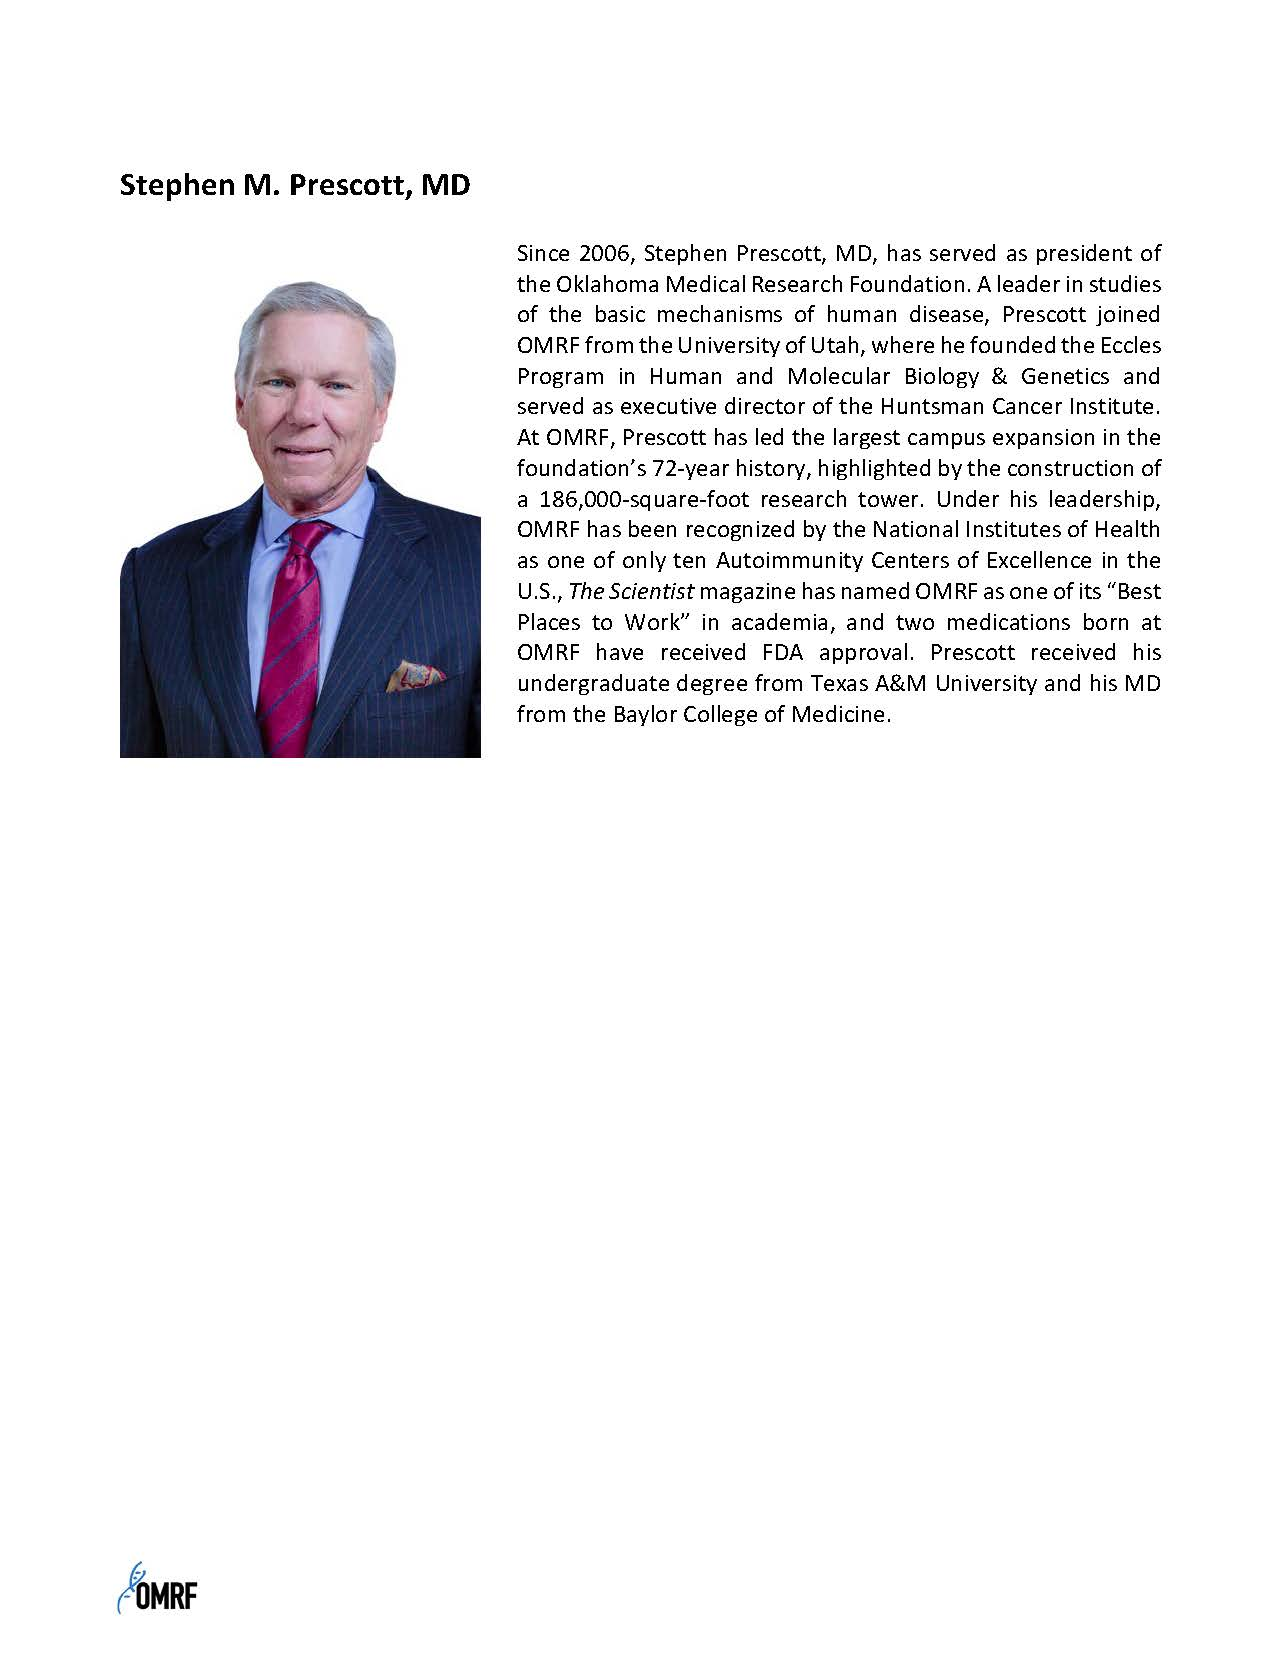 Stephen M. Prescott, MD
Since 2006, Stephen Prescott, MD, has served as president of
the Oklahoma Medical Research Foundation. A leader in studies
of the basic mechanisms of human disease, Prescott joined
OMRF from the University of Utah, where he founded the Eccles
Program in Human and Molecular Biology & Genetics and
served as executive director of the Huntsman Cancer Institute.
At OMRF, Prescott has led the largest campus expansion in the
foundation’s 72-year history, highlighted by the construction of
a 186,000-square-foot research tower. Under his leadership,
OMRF has been recognized by the National Institutes of Health
as one of only ten Autoimmunity Centers of Excellence in the
U.S., The Scientist magazine has named OMRF as one of its “Best
Places to Work” in academia, and two medications born at
OMRF have received FDA approval. Prescott received his
undergraduate degree from Texas A&M University and his MD
from the Baylor College of Medicine.
OMRF